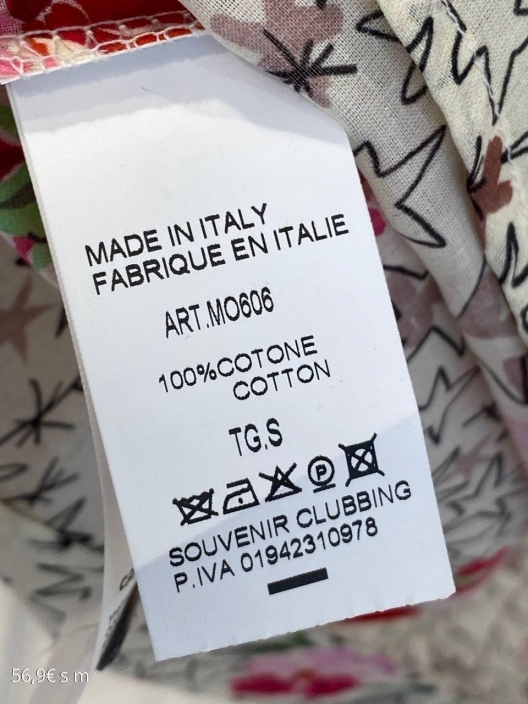 MADE IN ITALY
FABRIQUE EN ITALIE
ART.MO606
100%COTONE
COTTON
TG.S
P
SOUVENIR CLUBBING
P.IVA 01942310978
56,9€ s m